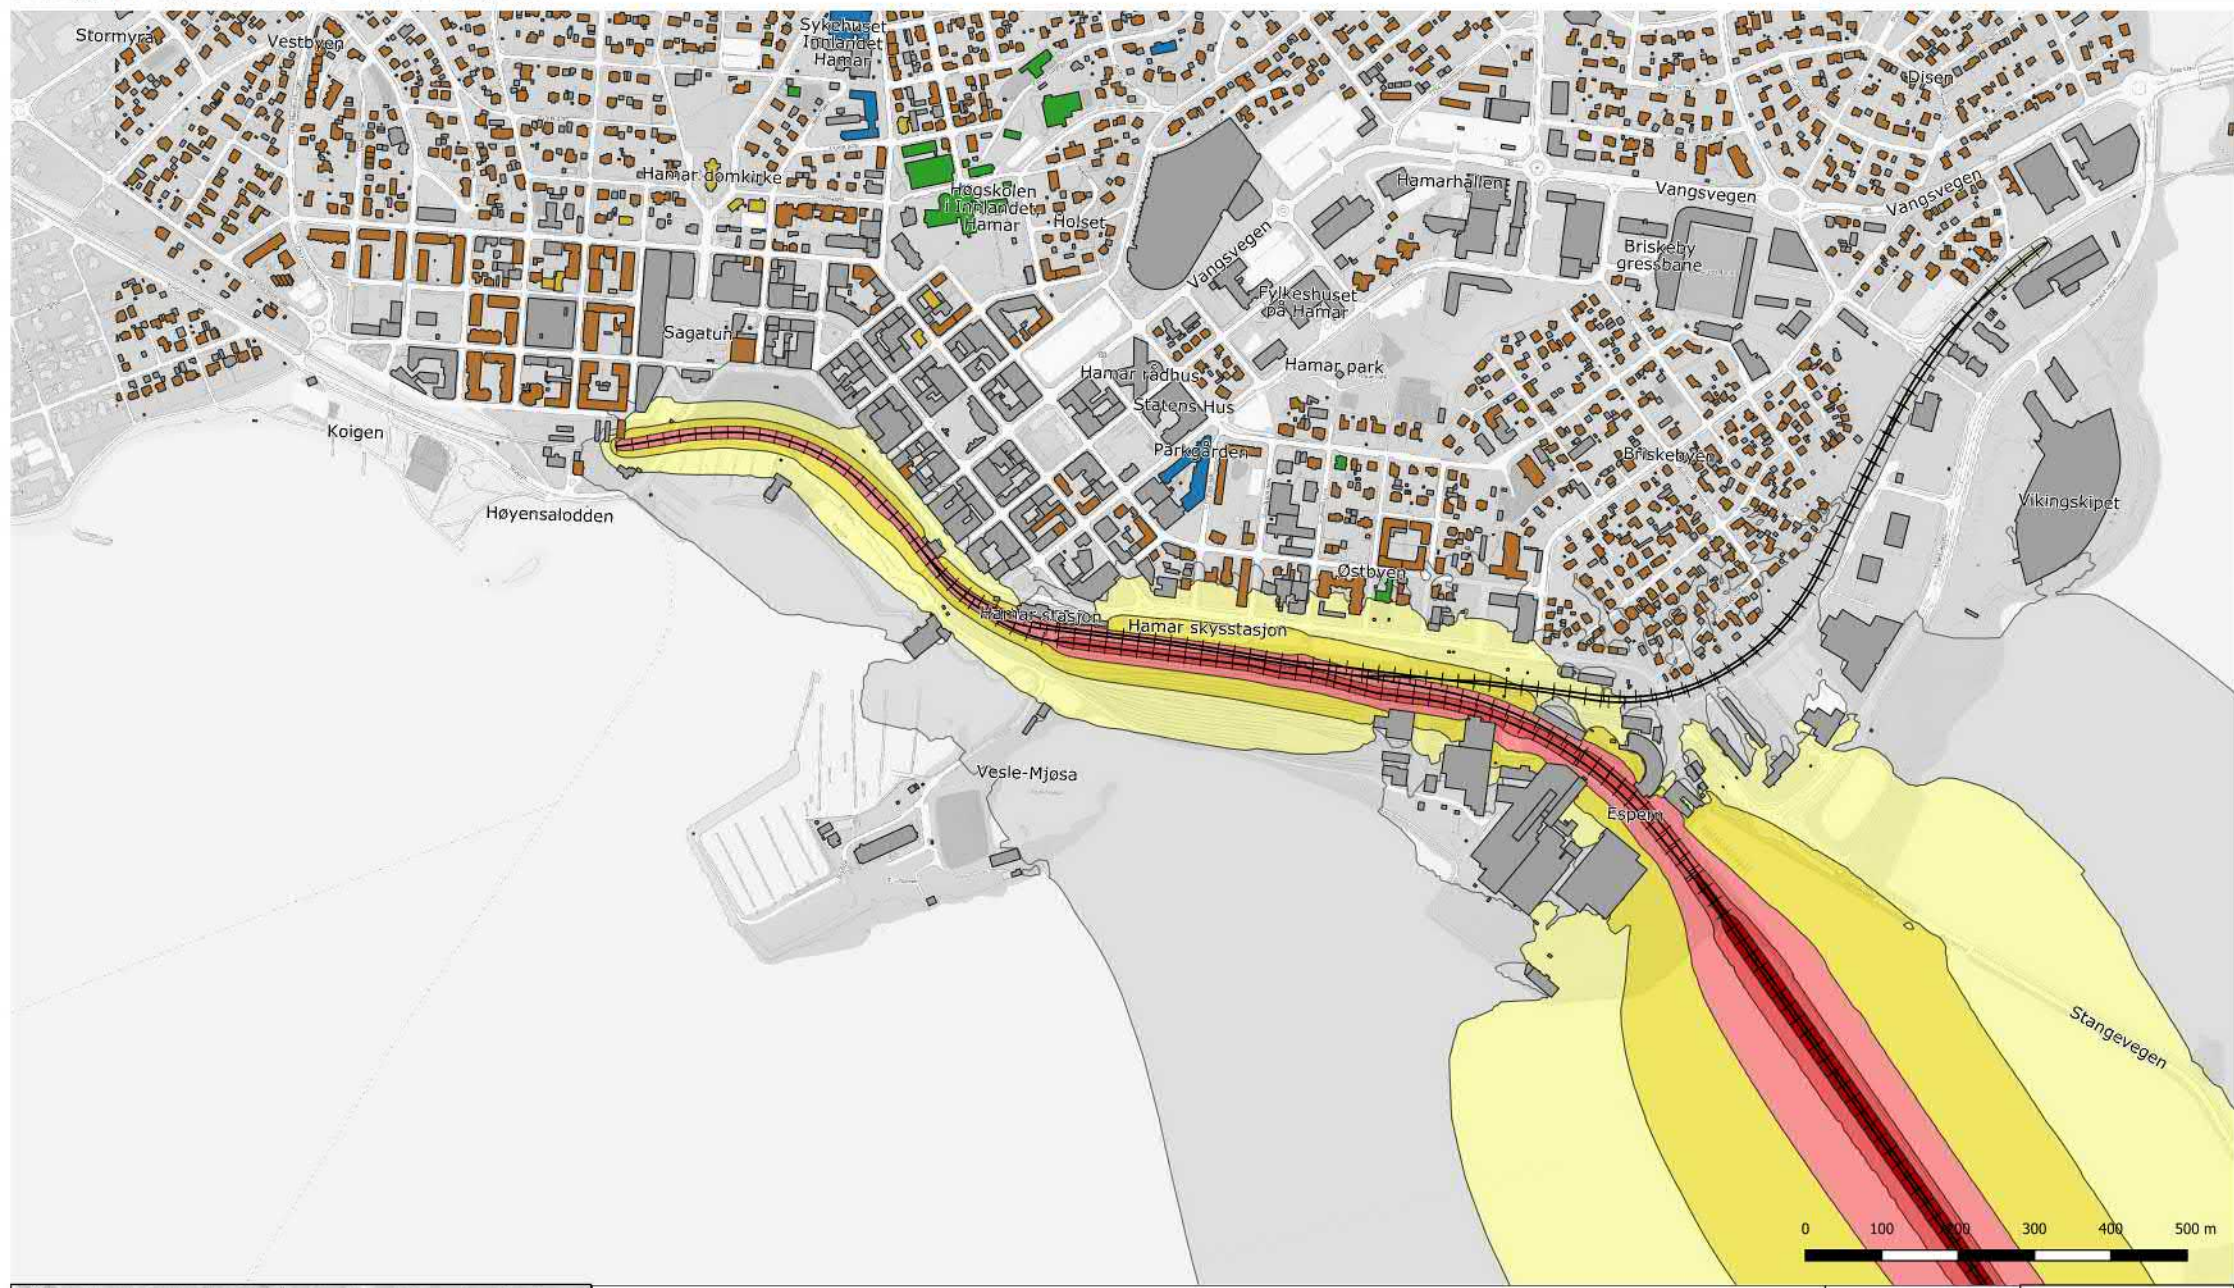 Stormyra
Vestbyen
Sykehuset
Innlandet
Hamar
Disen
Hamar domkirke
Høgskolen
i Innlandet,
Hamar
Holset
Hamarhallen
Vangsvegen
Vangsvegen
Vangsvegen
Briskeby
gressbane
Fylkeshuset
på Hamar
Sagatun
Hamar park
Hamar rådhus
Statens Hus
Koigen
Parkgården
Briskebyen
Vikingskipet
Høyensalodden
Østbyen
Hamar stasjon
Hamar skysstasjon
Vesle-Mjøsa
Espern
Stangevegen
0 100 200 300 400 500 m